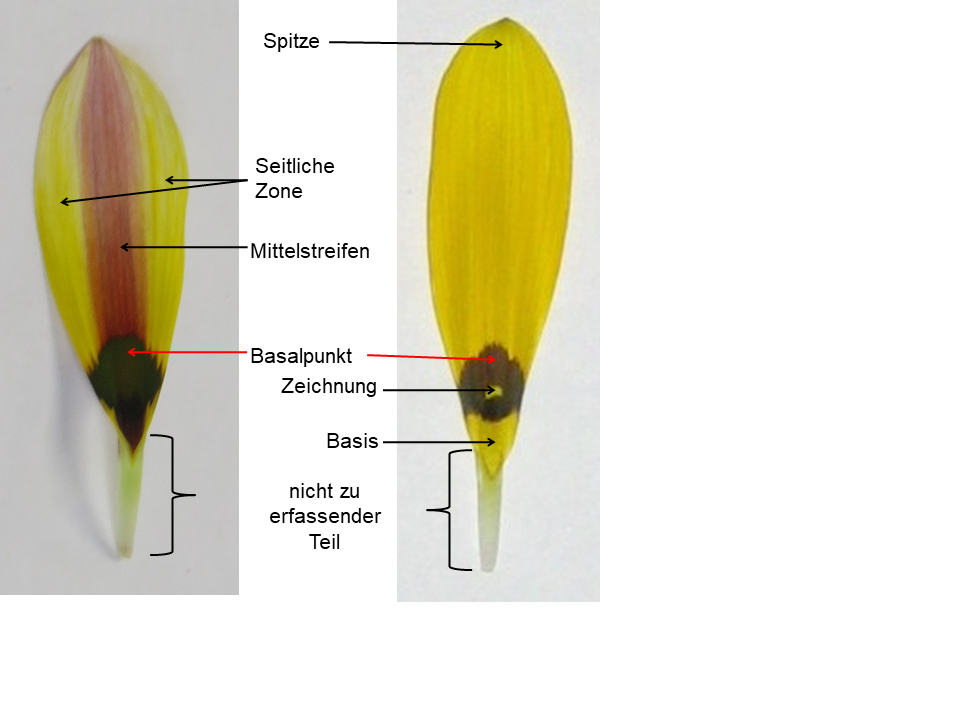 Spitze
Seitliche
Zone
Mittelstreifen
Basalpunkt
Zeichnung
Basis
nicht zu
erfassender
Teil